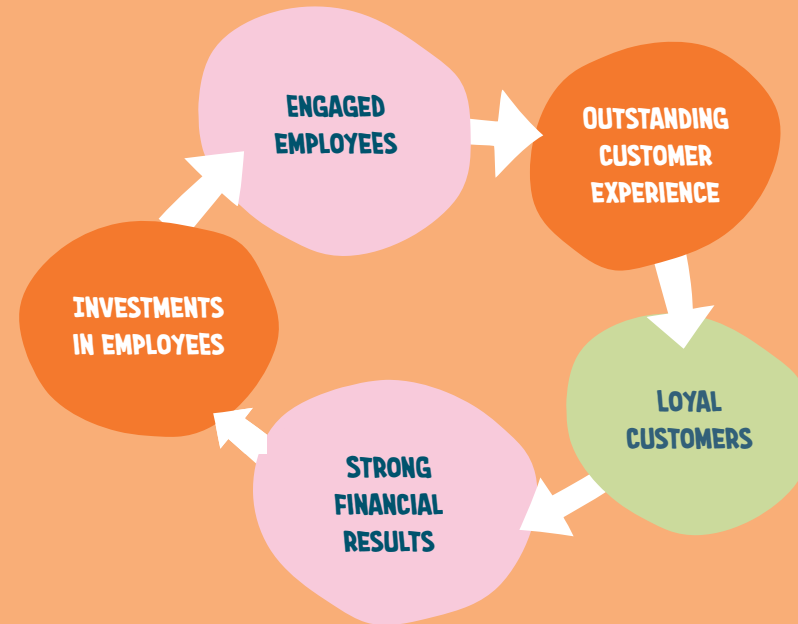 ENGAGED
EMPLOYEES
OUTSTANDING
CUSTOMER
EXPERIENCE
LOYAL
CUSTOMERS
STRONG
FINANCIAL
RESULTS
INVESTMENTS
IN EMPLOYEES